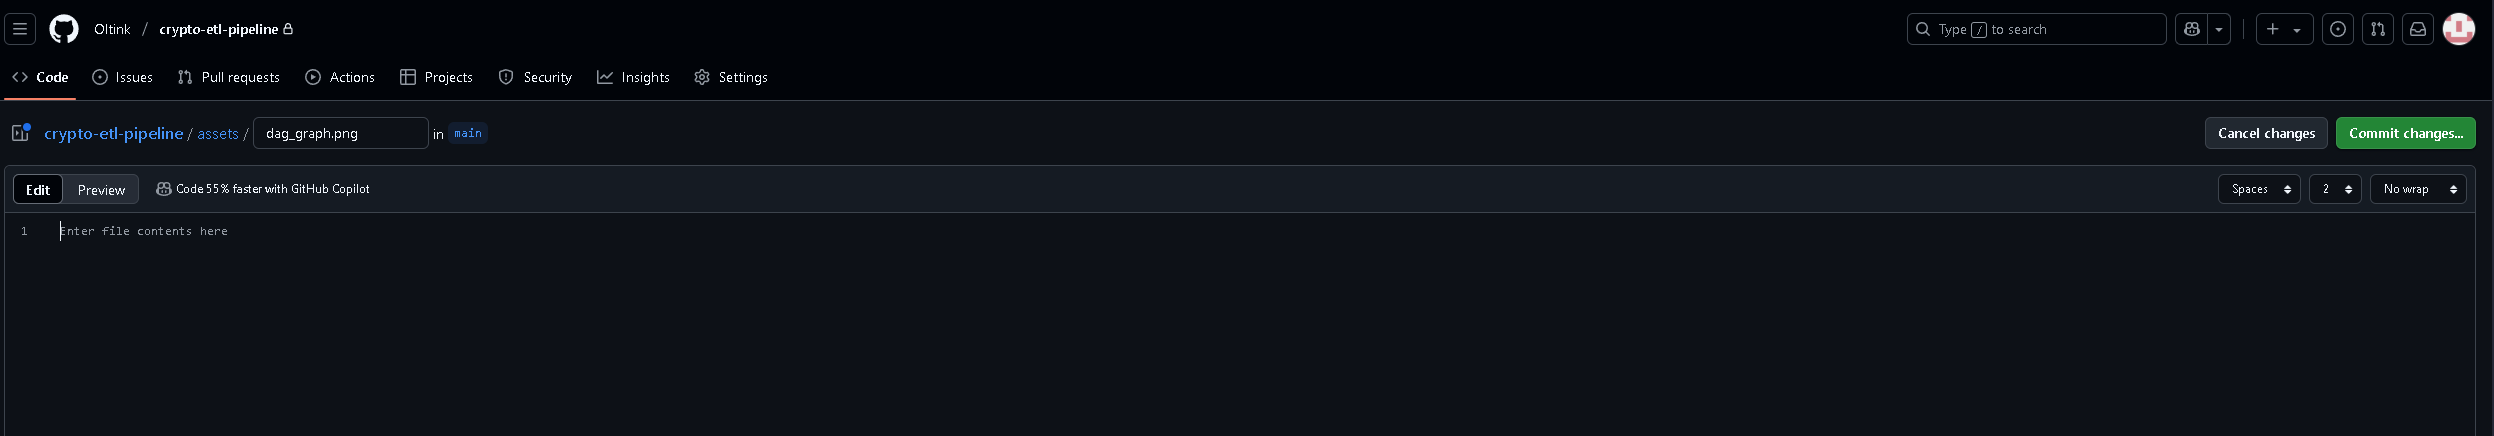 Oltink / crypto-etl-pipeline
Type / to search
Code Issues Pull requests Actions Projects Security Insights Settings
crypto-etl-pipeline / assets / dag_graph.png in main
Cancel changes Commit changes...
Edit Preview Code 55% faster with GitHub Copilot
Spaces 2 No wrap
1 Enter file contents here